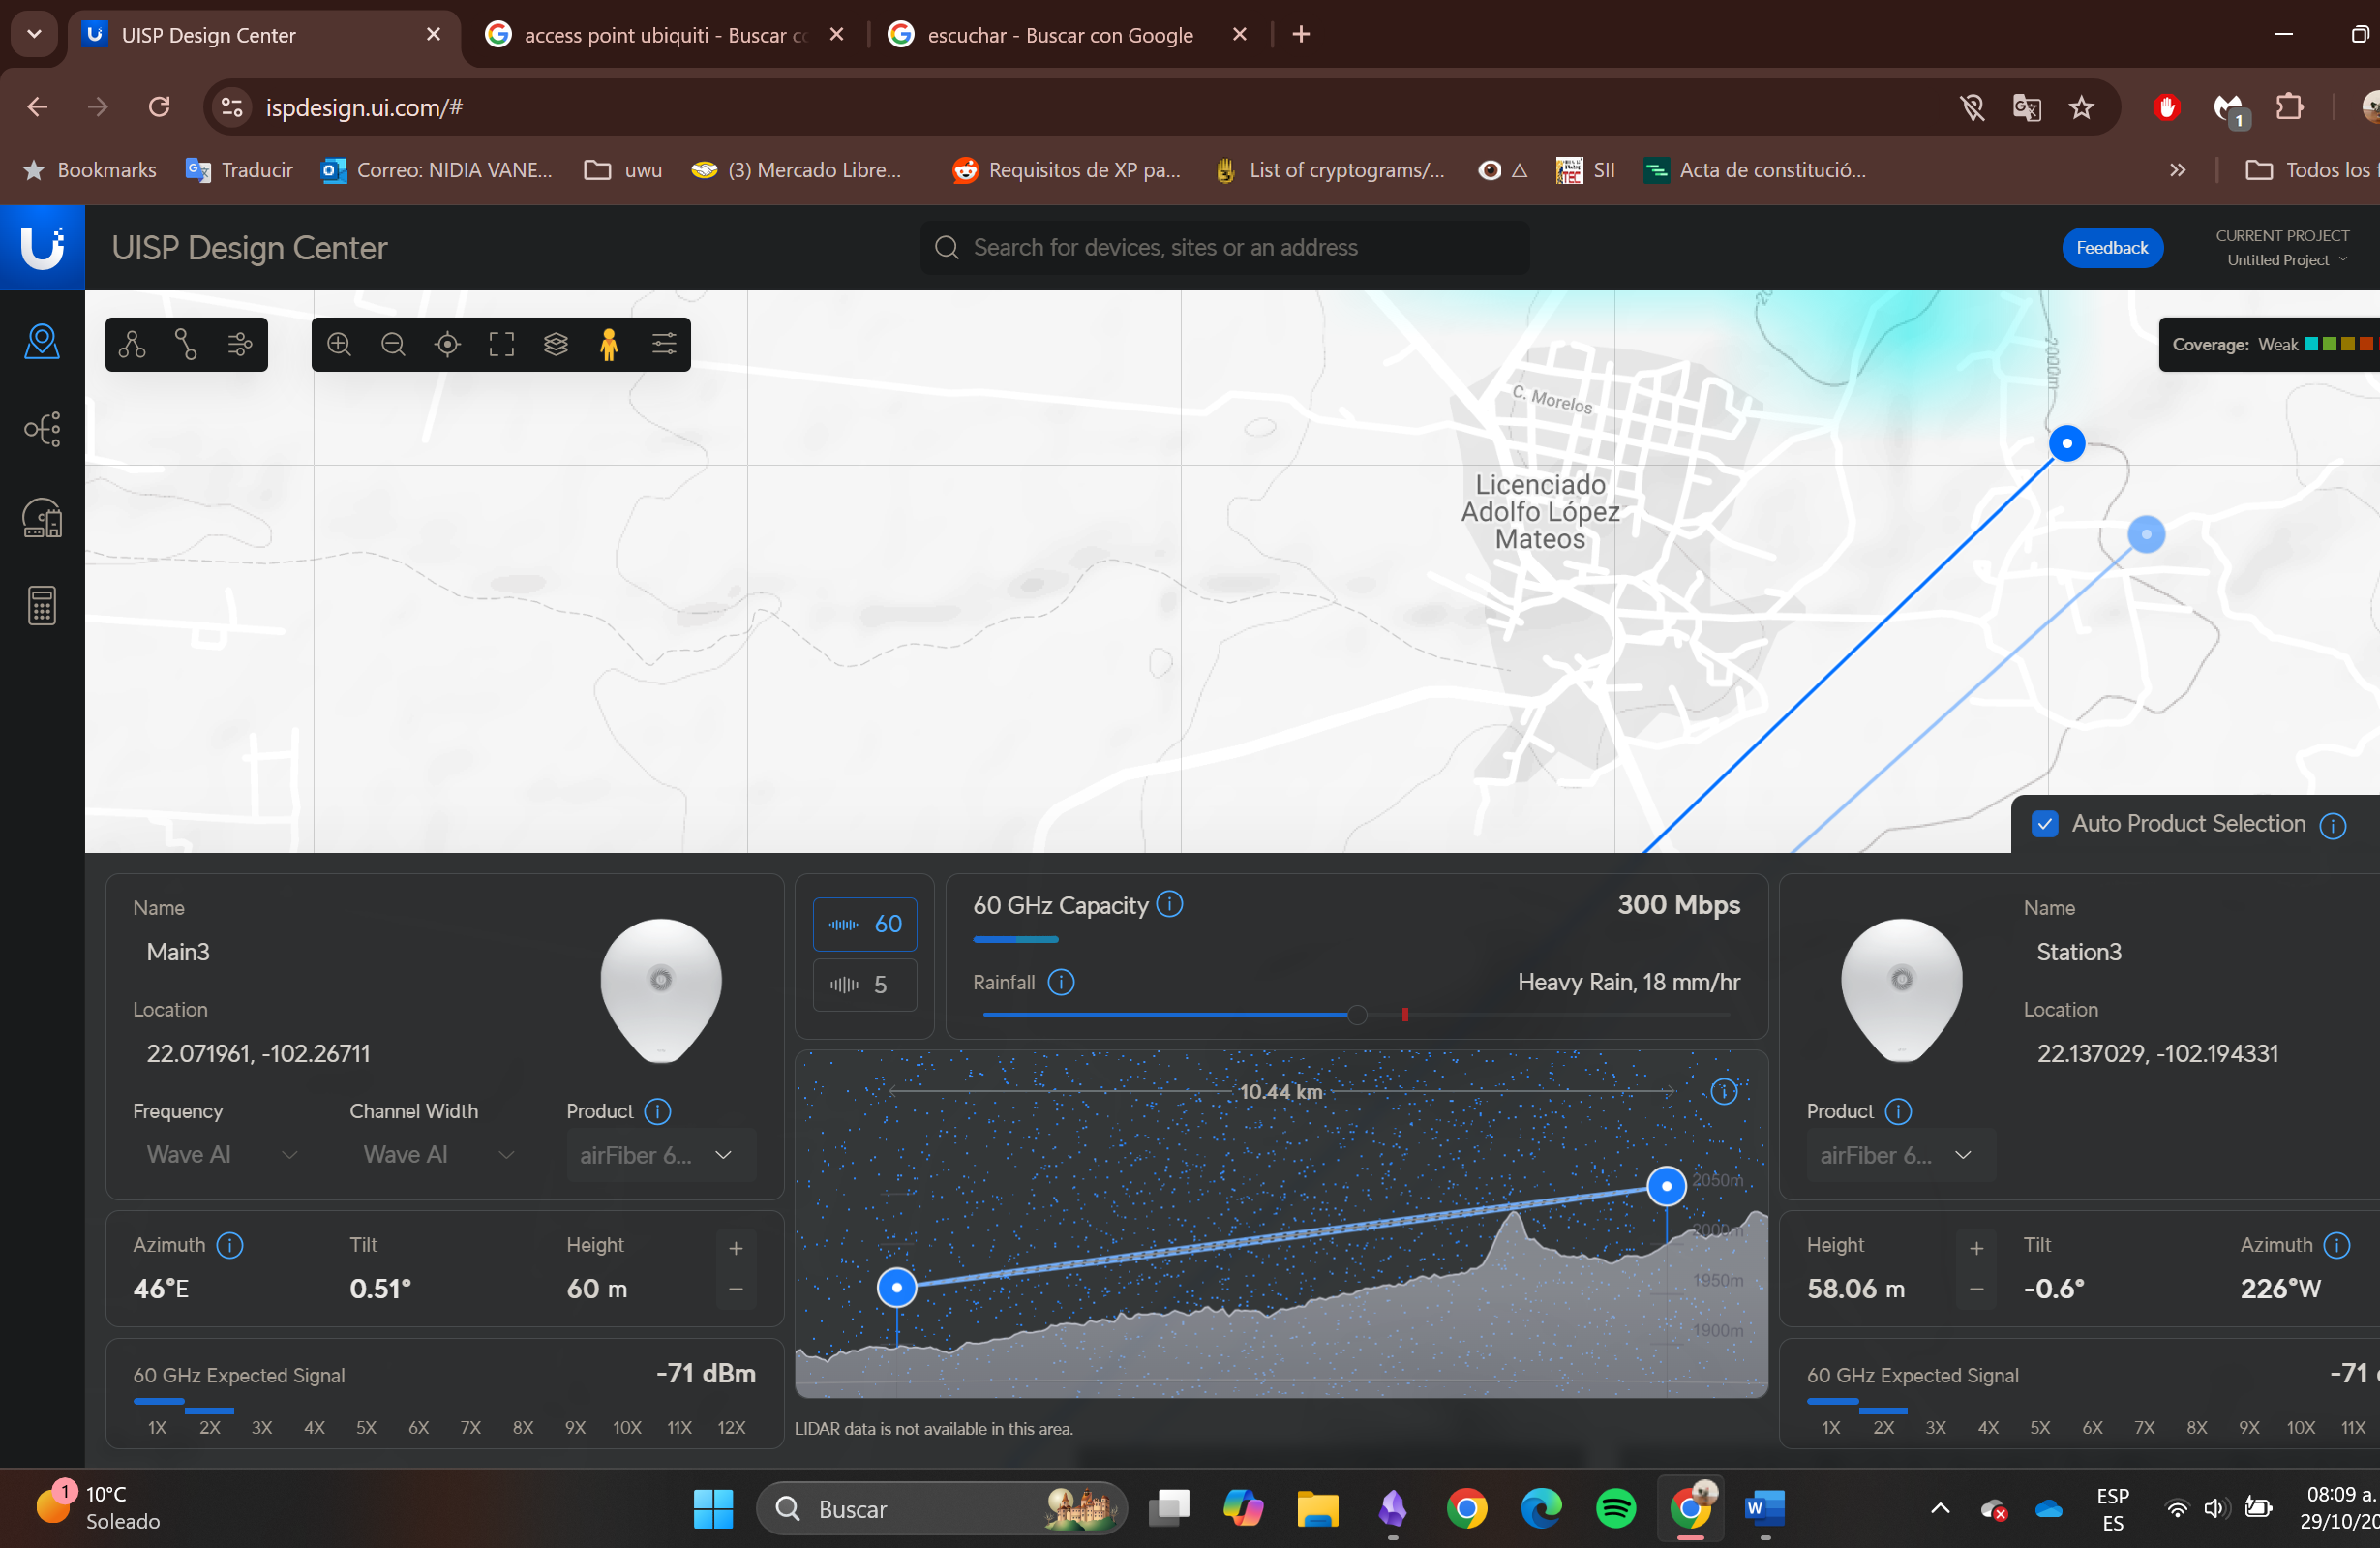 UISP Design Center
access point ubiquiti - Buscar co
escuchar - Buscar con Google
ispdesign.ui.com/#
1
Bookmarks
Traducir
Correo: NIDIA VANE...
uwu
(3) Mercado Libre...
Requisitos de XP pa...
List of cryptograms/...
SII
Acta de constitució...
Todos los f
UISP Design Center
Search for devices, sites or an address
Feedback
CURRENT PROJECT
Untitled Project
Coverage: Weak
2000m
C. Morelos
Licenciado
Adolfo López
Mateos
Auto Product Selection
Name
Main3
Location
22.071961, -102.26711
Frequency
Channel Width
Product
Wave AI
Wave AI
airFiber 6...
Azimuth
Tilt
Height
46°E
0.51°
60 m
60 GHz Expected Signal
-71 dBm
1X 2X 3X 4X 5X 6X 7X 8X 9X 10X 11X 12X
60
5
60 GHz Capacity
300 Mbps
Rainfall
Heavy Rain, 18 mm/hr
10.44 km
2050m
2000m
1950m
1900m
LIDAR data is not available in this area.
Name
Station3
Location
22.137029, -102.194331
Product
airFiber 6...
Height
Tilt
Azimuth
58.06 m
-0.6°
226°W
60 GHz Expected Signal
-71 d
1X 2X 3X 4X 5X 6X 7X 8X 9X 10X 11X
1
10°C
Soleado
Buscar
ESP
ES
08:09 a.
29/10/20